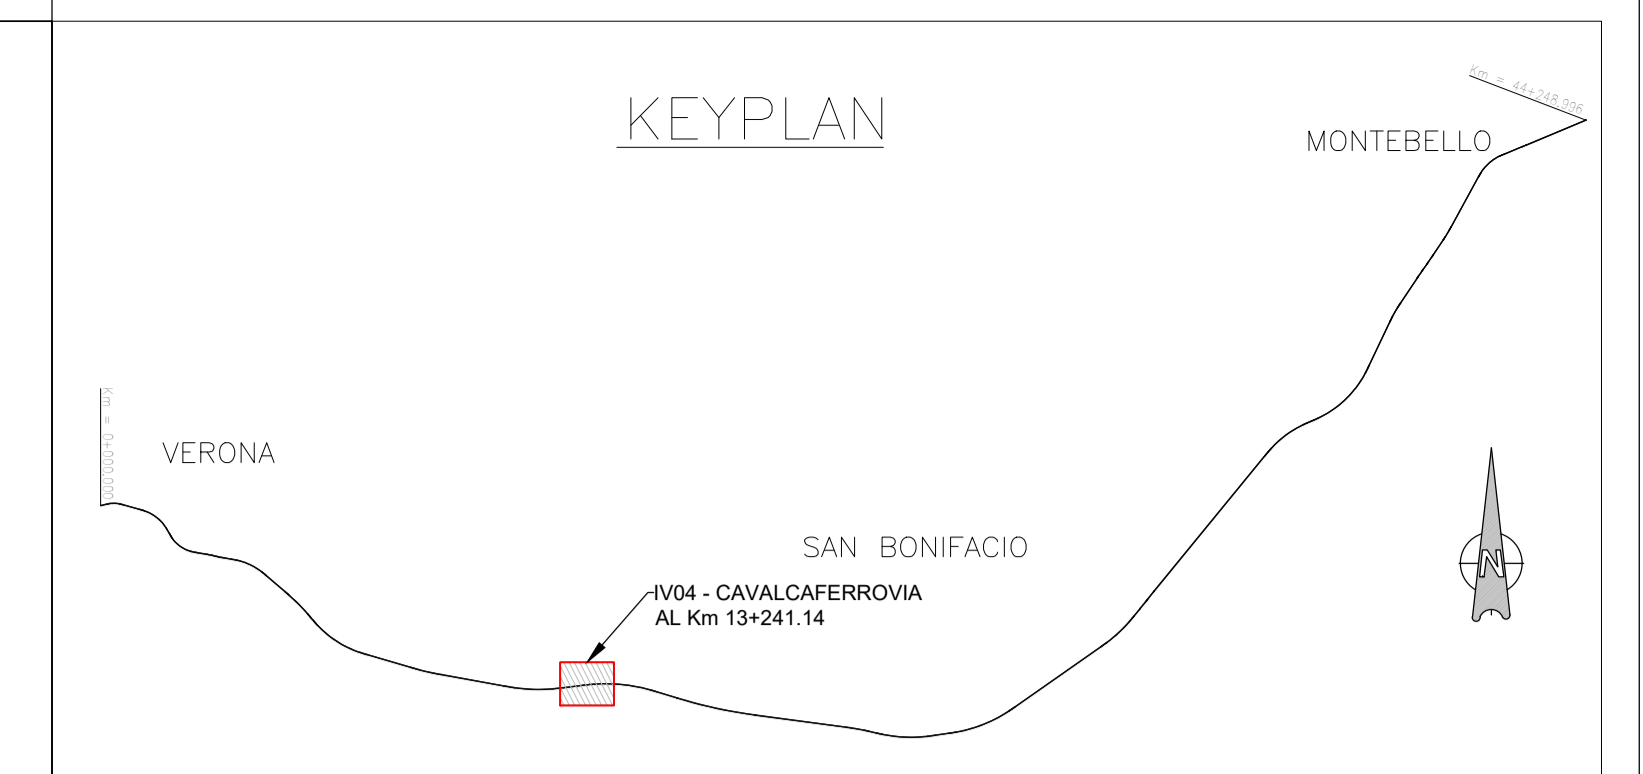 KEYPLAN
Km = 44+248.996
MONTEBELLO
Km = 0+000.000
VERONA
SAN BONIFACIO
IV04 - CAVALCAFERROVIA
AL Km 13+241.14
N